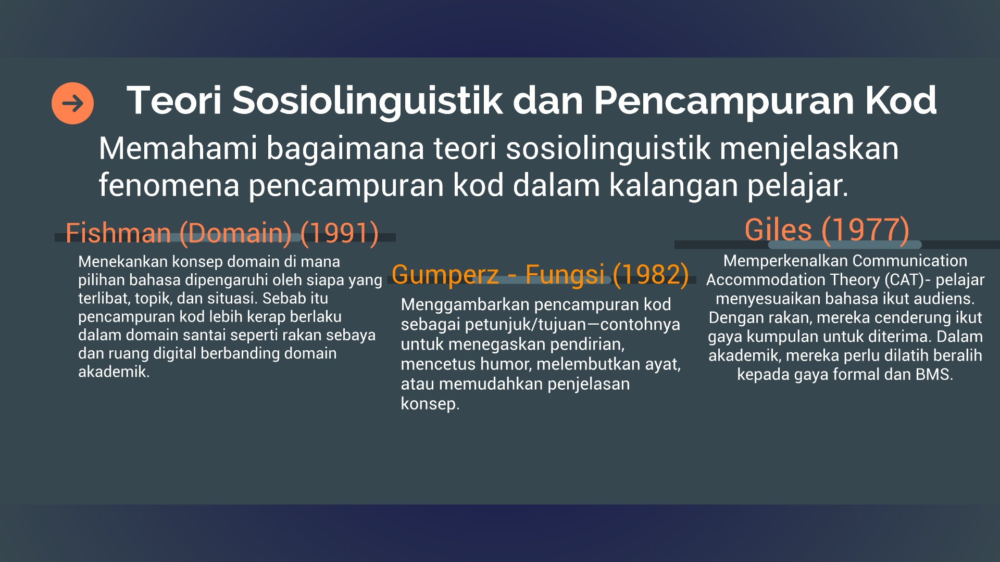 Teori Sosiolinguistik dan Pencampuran Kod
Memahami bagaimana teori sosiolinguistik menjelaskan
fenomena pencampuran kod dalam kalangan pelajar.
Fishman (Domain) (1991)
Menekankan konsep domain di mana
pilihan bahasa dipengaruhi oleh siapa yang
terlibat, topik, dan situasi. Sebab itu
pencampuran kod lebih kerap berlaku
dalam domain santai seperti rakan sebaya
dan ruang digital berbanding domain
akademik.
Gumperz - Fungsi (1982)
Menggambarkan pencampuran kod
sebagai petunjuk/tujuan—contohnya
untuk menegaskan pendirian,
mencetus humor, melembutkan ayat,
atau memudahkan penjelasan
konsep.
Giles (1977)
Memperkenalkan Communication
Accommodation Theory (CAT)- pelajar
menyesuaikan bahasa ikut audiens.
Dengan rakan, mereka cenderung ikut
gaya kumpulan untuk diterima. Dalam
akademik, mereka perlu dilatih beralih
kepada gaya formal dan BMS.